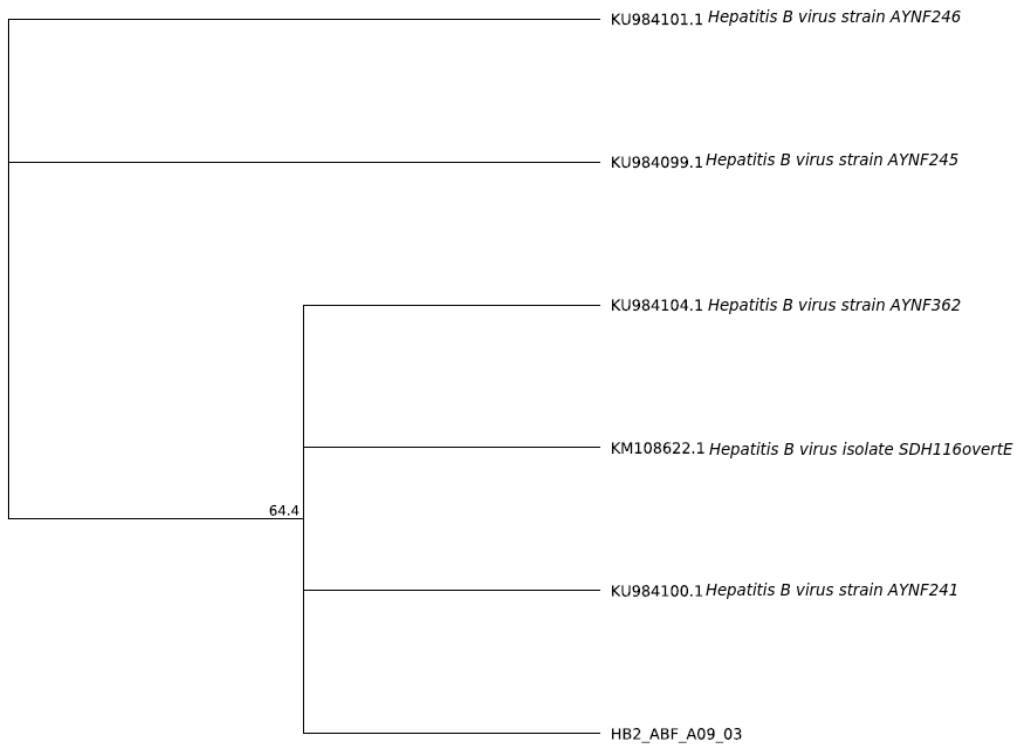 KU984101.1 Hepatitis B virus strain AYNF246
KU984099.1 Hepatitis B virus strain AYNF245
KU984104.1 Hepatitis B virus strain AYNF362
KM108622.1 Hepatitis B virus isolate SDH116overtE
64.4
KU984100.1 Hepatitis B virus strain AYNF241
HB2_ABF_A09_03